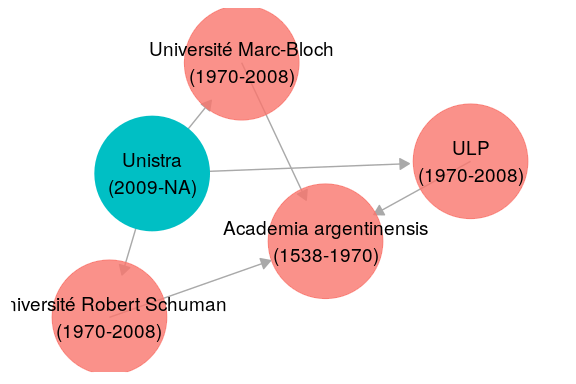 Université Marc-Bloch
(1970-2008)
Unistra
(2009-NA)
ULP
(1970-2008)
Academia argentinensis
(1538-1970)
Robert Schuman
(1970-2008)